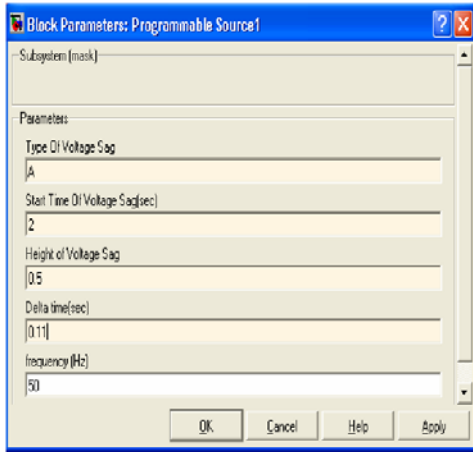 Block Parameters: Programmable Source1
Subsystem (mask)
Parameters
Type Of Voltage Sag
A
Start Time Of Voltage Sag(sec)
2
Height of Voltage Sag
0.5
Delta time(sec)
0.11
frequency (Hz)
50
OK Cancel Help Apply